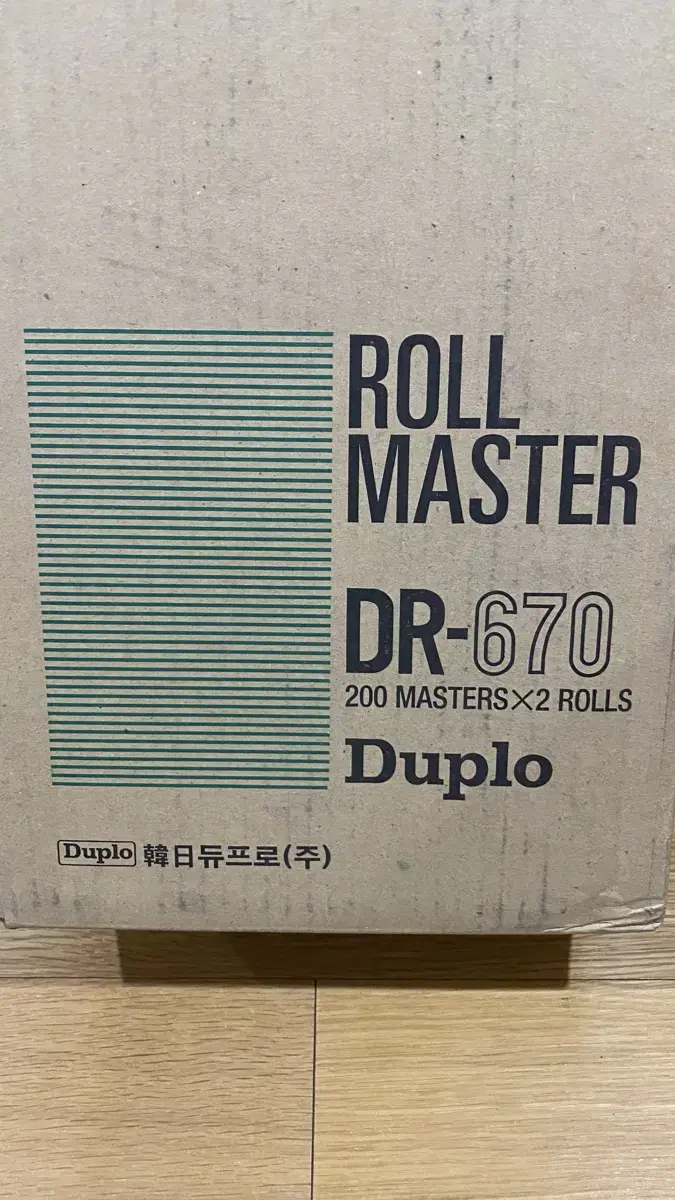 ROLL
MASTER
DR-670
200 MASTERS×2 ROLLS
Duplo
Duplo 韓日듀프로(주)